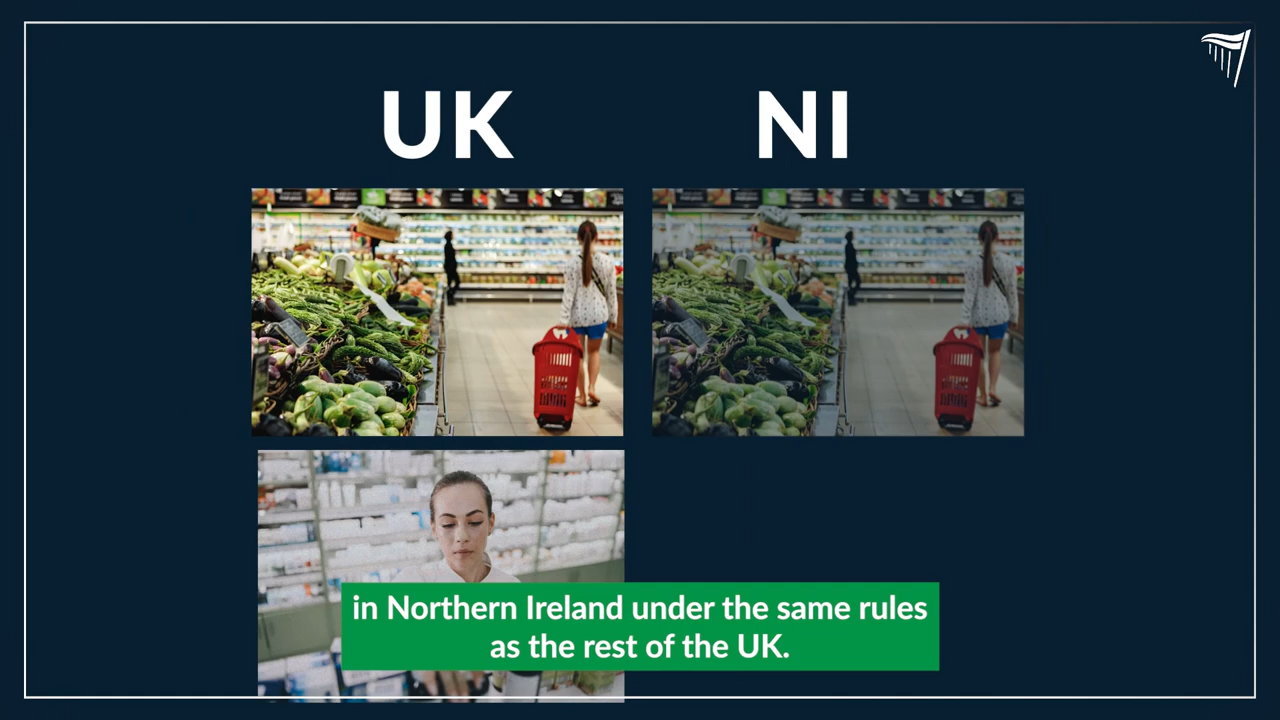 UK NI
in Northern Ireland under the same rules
as the rest of the UK.